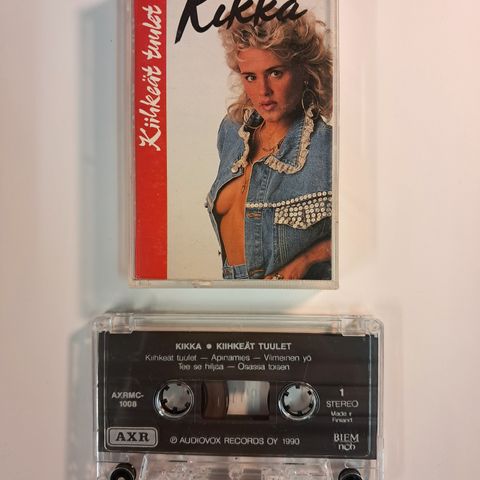 Kikka
Kiihkeät tuulet
KIKKA ● KIIHKEÄT TUULET
Kiihkeät tuulet — Apinamies — Viimeinen yö
Tee se hiljaa — Osassa toisen
AXRMC-
1008
1
STEREO
Made in
Finland
AXR
℗ AUDIOVOX RECORDS OY 1990
BIEM
ncb